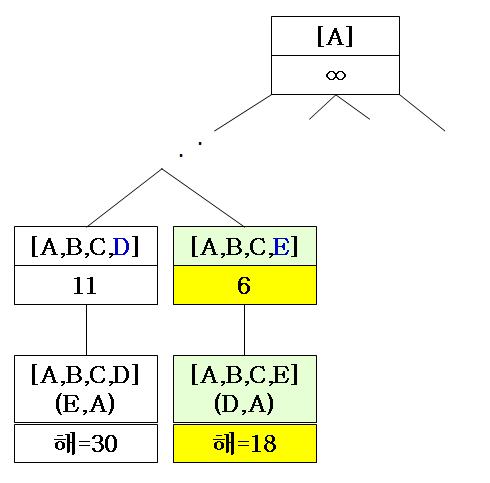 [A]
∞
[A,B,C,D]
[A,B,C,E]
11
6
[A,B,C,D]
(E,A)
[A,B,C,E]
(D,A)
해=30
해=18